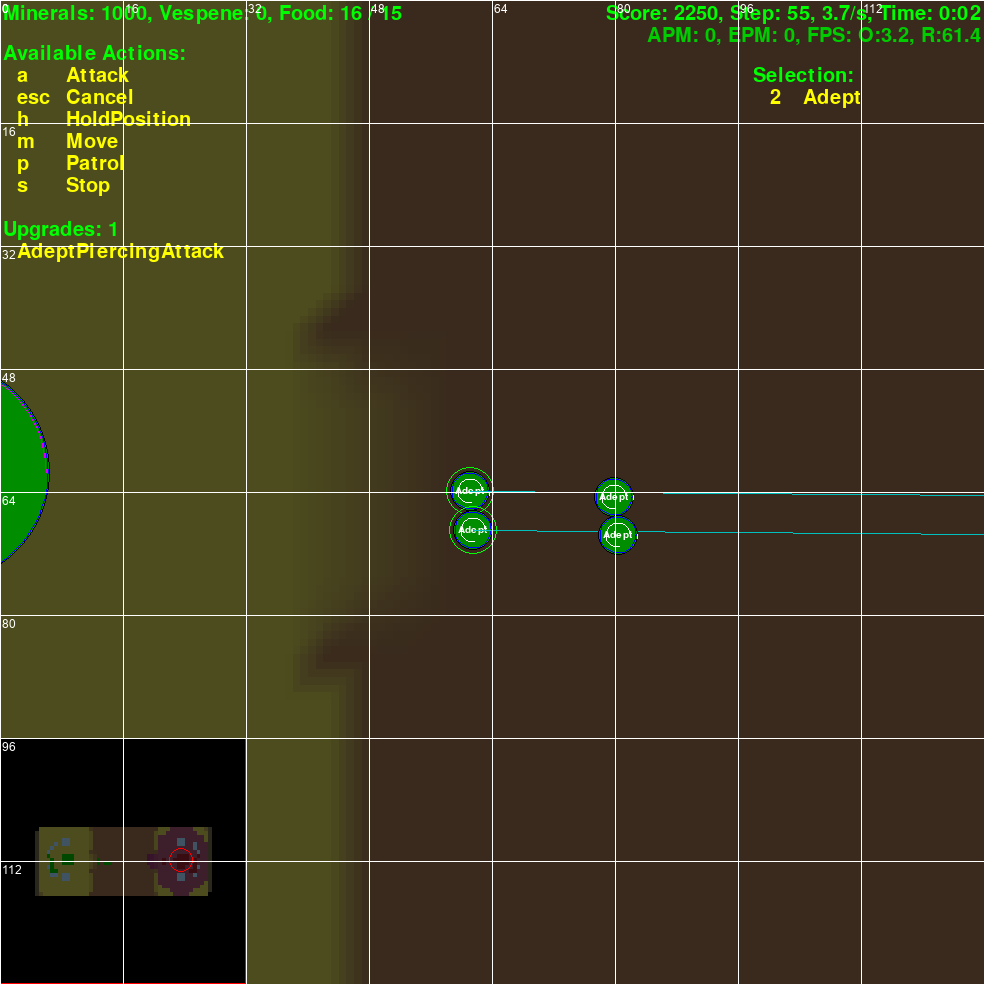 Minerals: 1000, Vespene: 0, Food: 16 / 15
Score: 2250, Step: 55, 3.7/s, Time: 0:02
APM: 0, EPM: 0, FPS: O:3.2, R:61.4
0 16 32 48 64 80 96 112
Available Actions:
a Attack
esc Cancel
h HoldPosition
m Move
p Patrol
s Stop
Selection:
2 Adept
16
Upgrades: 1
AdeptPiercingAttack
32
48
Adept
Adept
64
Adept
Adept
80
96
112